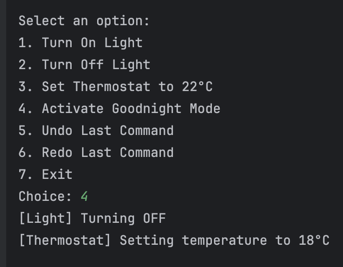 Select an option:
1. Turn On Light
2. Turn Off Light
3. Set Thermostat to 22°C
4. Activate Goodnight Mode
5. Undo Last Command
6. Redo Last Command
7. Exit
Choice: 4
[Light] Turning OFF
[Thermostat] Setting temperature to 18°C